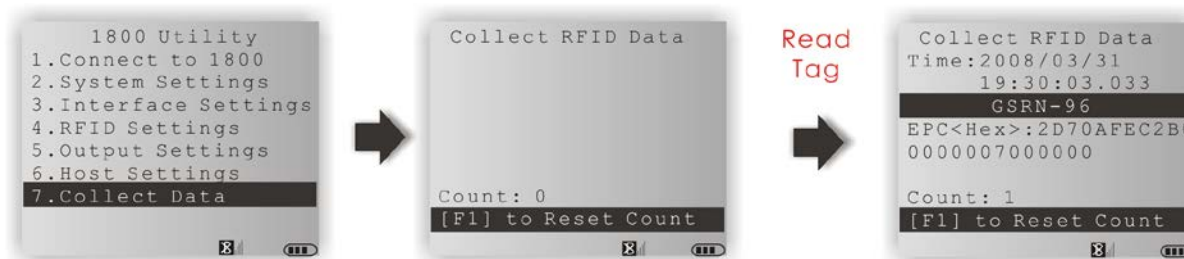 1800 Utility
1.Connect to 1800
2.System Settings
3.Interface Settings
4.RFID Settings
5.Output Settings
6.Host Settings
7.Collect Data
Collect RFID Data
Count: 0
[F1] to Reset Count
Read
Tag
Collect RFID Data
Time:2008/03/31
19:30:03.033
GSRN-96
EPC<Hex>:2D70AFEC2B
0000007000000
Count: 1
[F1] to Reset Count